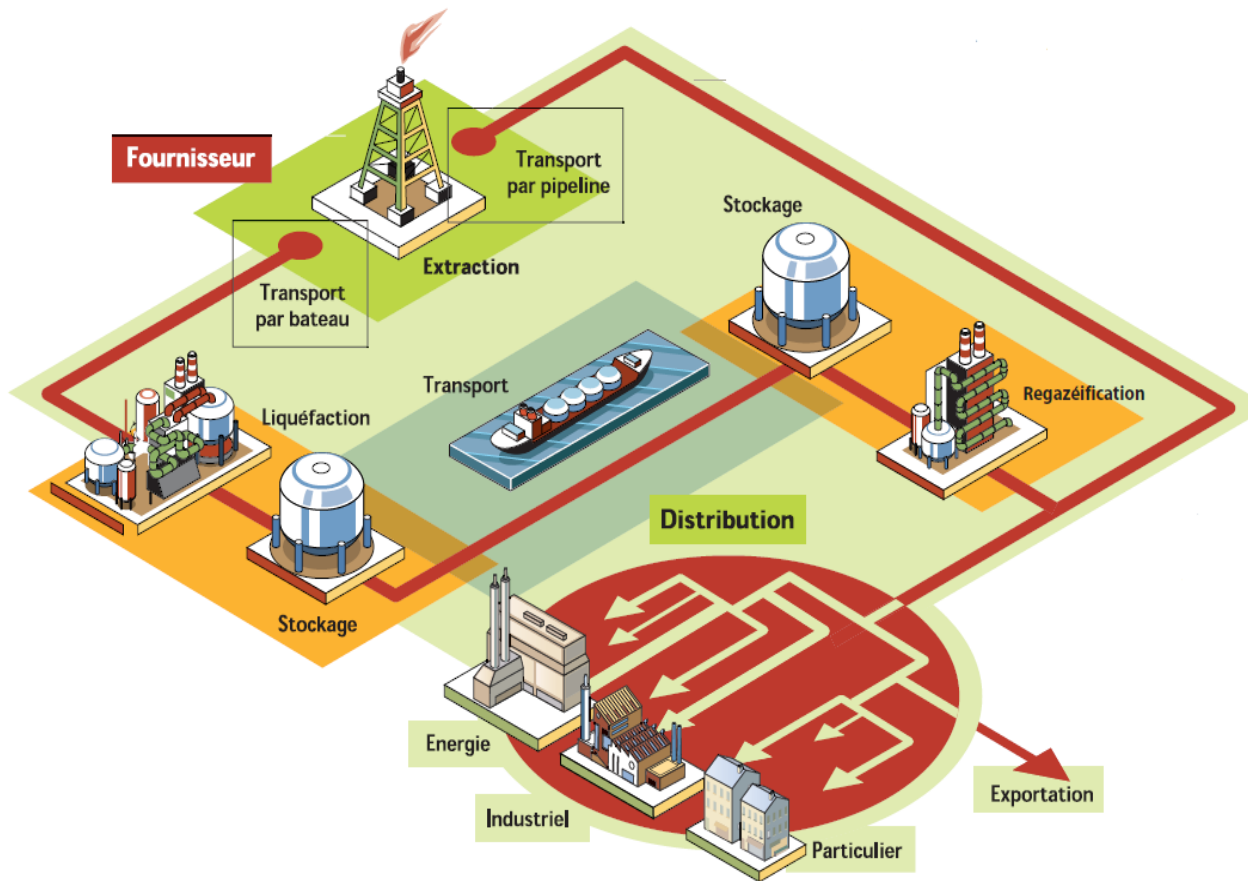 Fournisseur
Transport
par pipeline
Stockage
Extraction
Transport
par bateau
Transport
Regazéification
Liquéfaction
Distribution
Stockage
Energie
Industriel
Exportation
Particulier